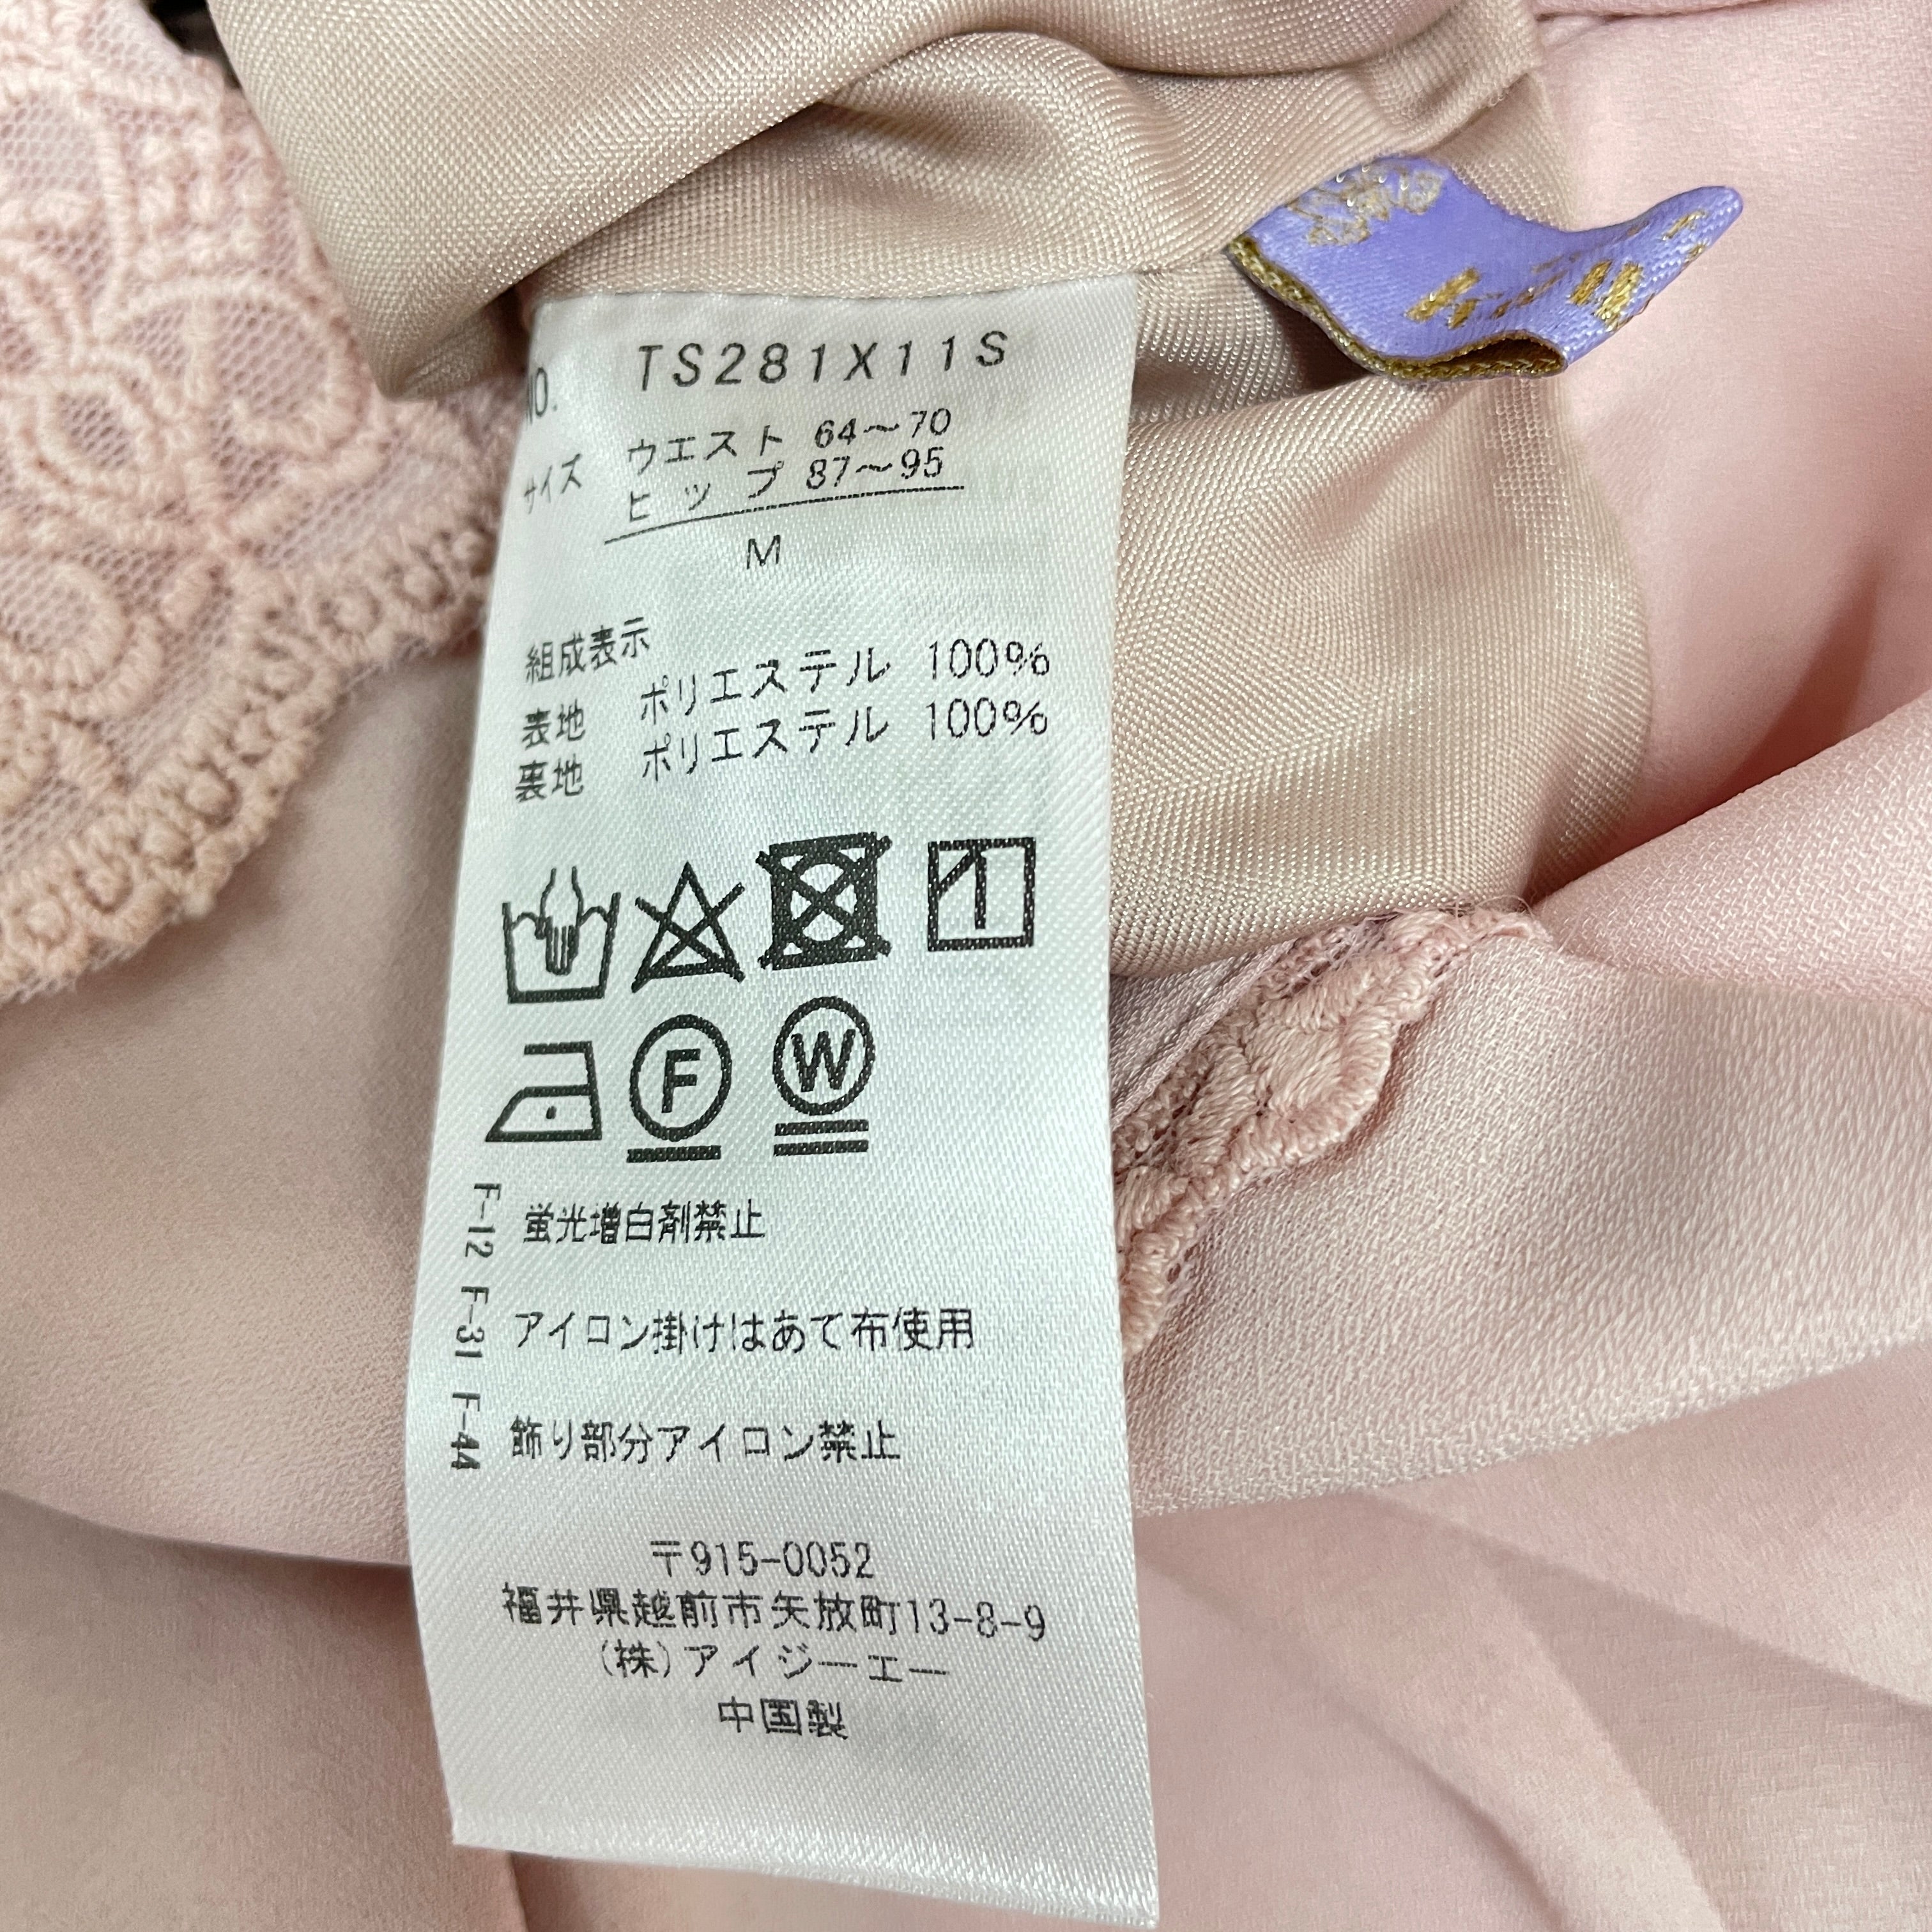 NO. TS281X11S
サイズ ウエスト 64～70
ヒップ 87～95
M
組成表示
表地 ポリエステル 100%
裏地 ポリエステル 100%
F
W
F-12 F-31 F-44
蛍光増白剤禁止
アイロン掛けはあて布使用
飾り部分アイロン禁止
〒915-0052
福井県越前市矢放町13-8-9
(株)アイジーエー
中国製